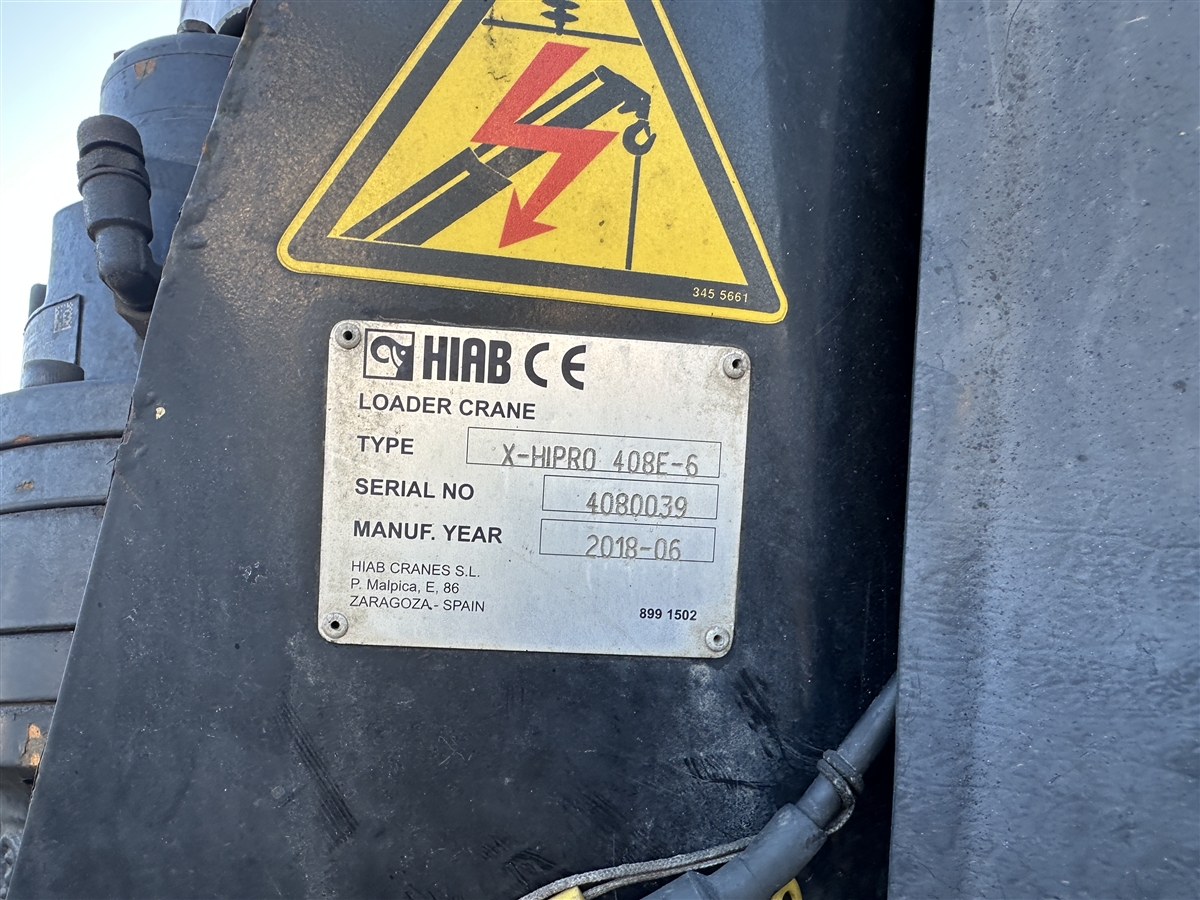 345 5661
HIAB CE
LOADER CRANE
TYPE X-HIPRO 408E-6
SERIAL NO 4080039
MANUF. YEAR 2018-06
HIAB CRANES S.L.
P. Malpica, E, 86
ZARAGOZA - SPAIN
899 1502